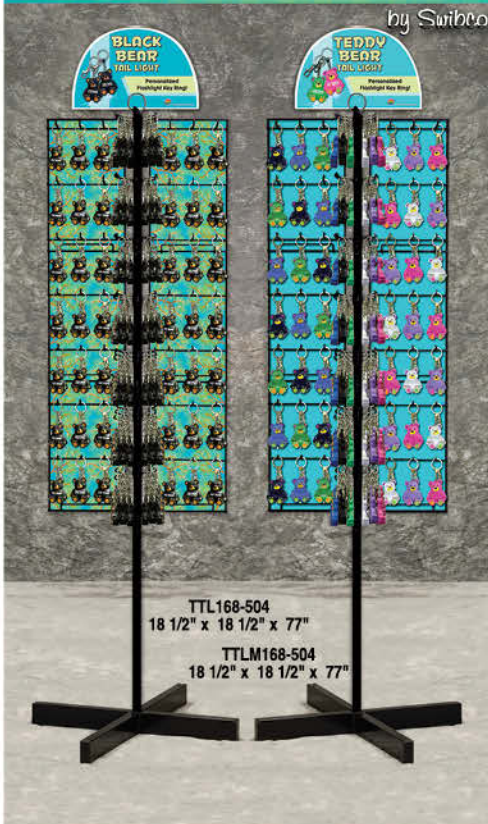 by Swibco
BLACK
BEAR
TAIL LIGHT
Personalized
Flashlight Key Ring!
TEDDY
BEAR
TAIL LIGHT
Personalized
Flashlight Key Ring!
TTL168-504
18 1/2" x 18 1/2" x 77"
TTLM168-504
18 1/2" x 18 1/2" x 77"